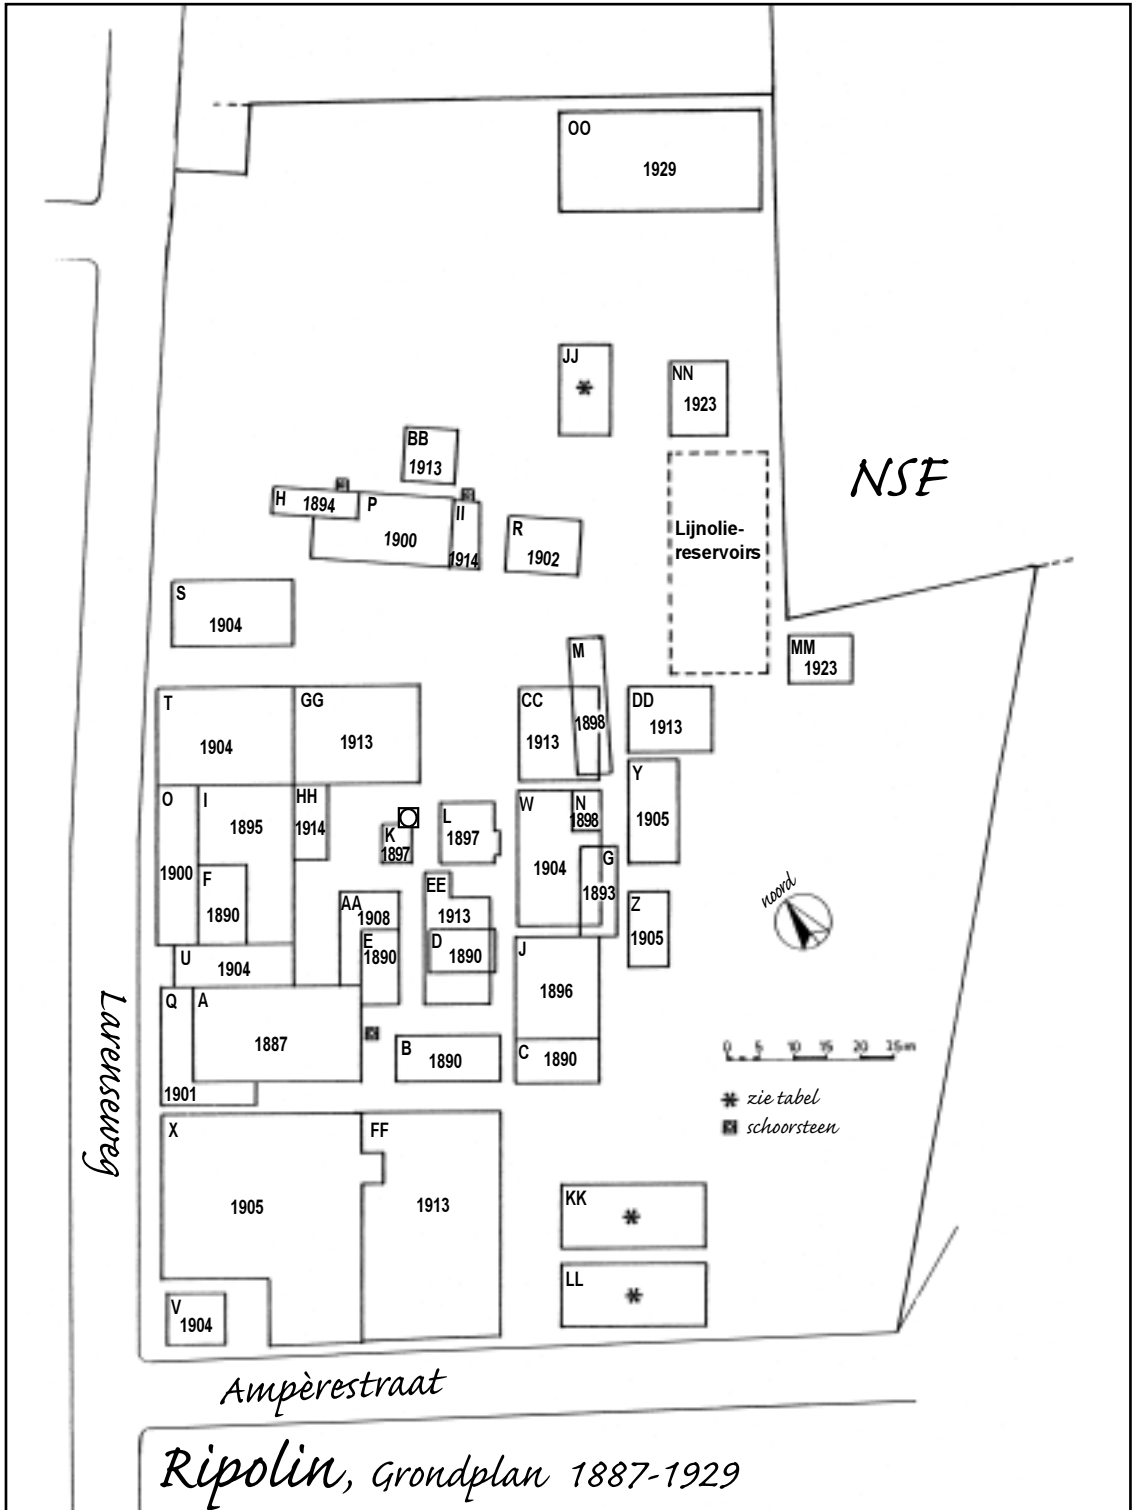 OO
1929
JJ
*
NN
1923
BB
1913
NSF
H 1894 P
1900
II
1914
R
1902
Lijnolie-
reservoirs
S
1904
M
1898
MM
1923
T
1904
GG
1913
CC
1913
DD
1913
O
1900
I
1895
HH
1914
K
1897
L
1897
W
1904
N
1898
Y
1905
F
1890
G
1893
AA
1908
EE
1913
Z
1905
noord
E
1890
D
1890
U
1904
J
1896
Q
1901
A
1887
B
1890
C
1890
0 5 10 15 20 25m
* zie tabel
schoorsteen
Larenseweg
X
1905
FF
1913
KK
*
LL
*
V
1904
Ampèrestraat
Ripolin, Grondplan 1887-1929